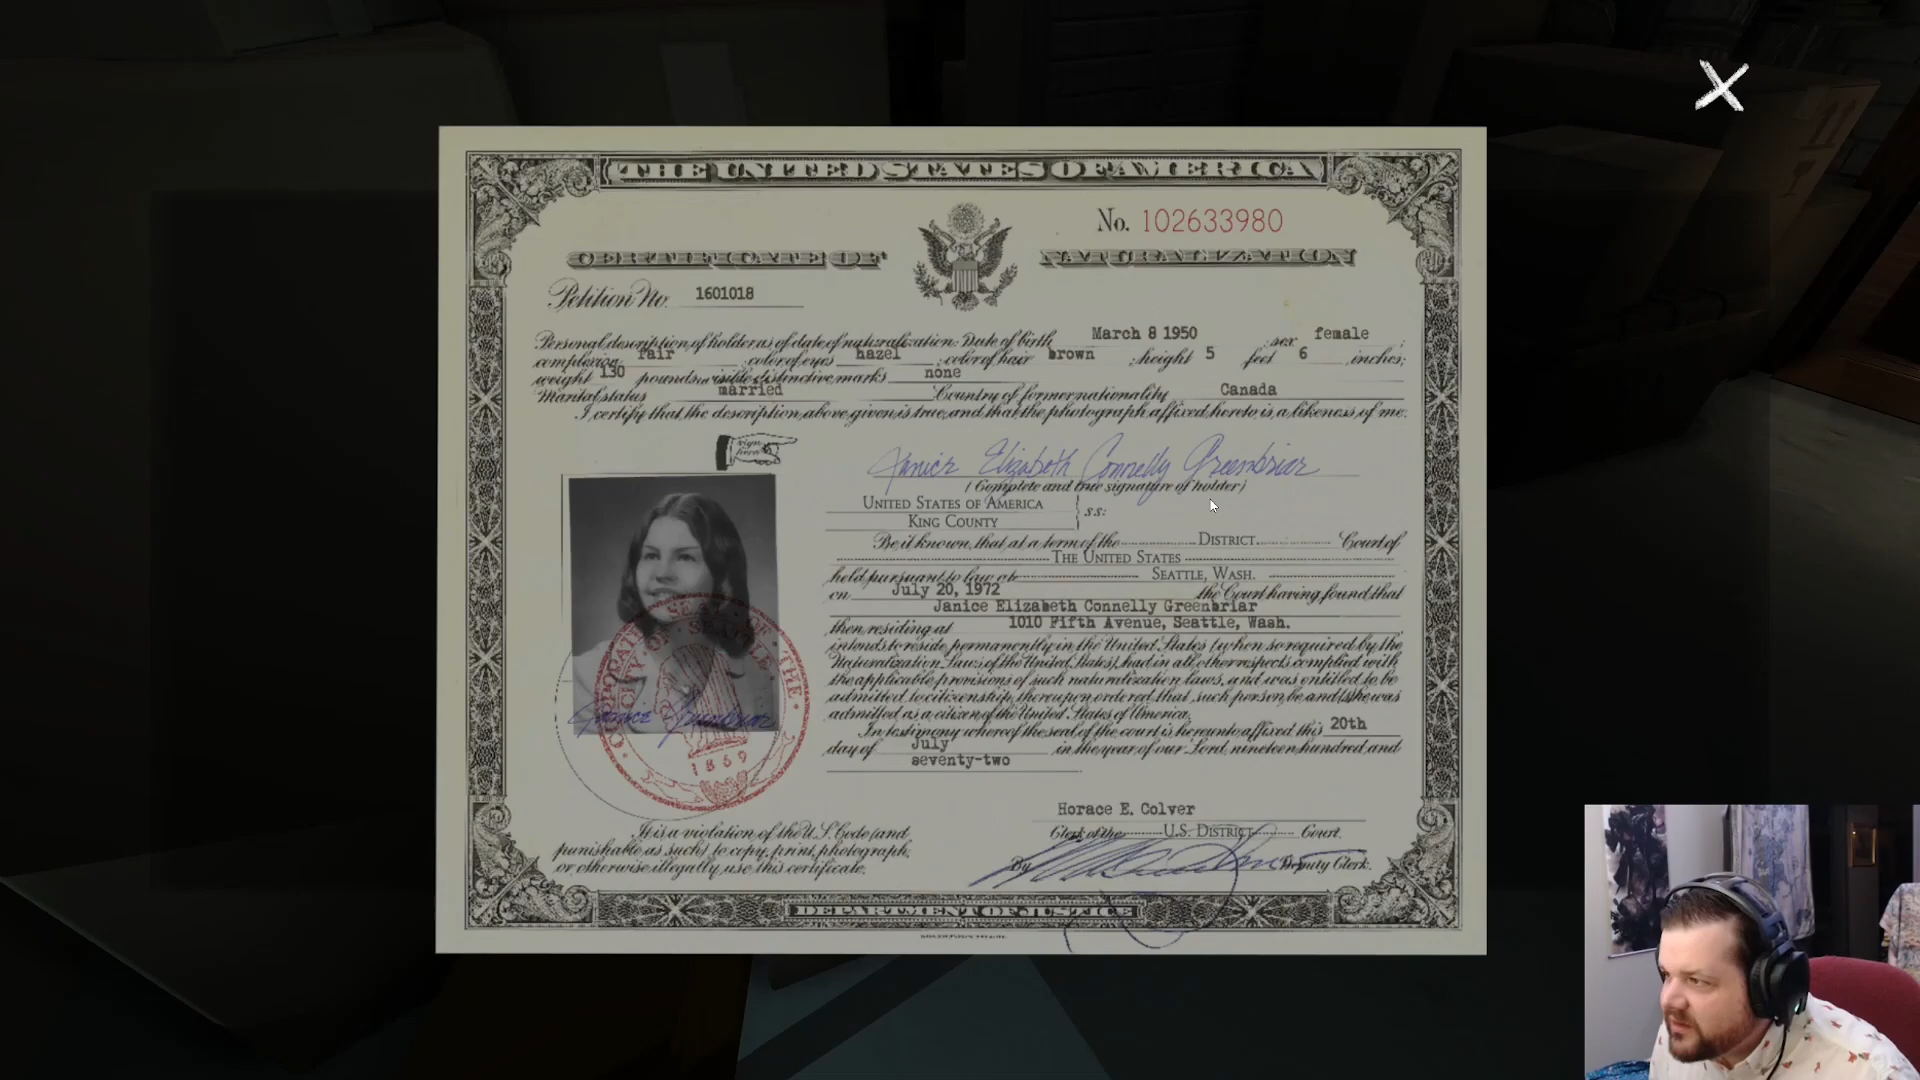 THE UNITED STATES OF AMERICA
No. 102633980
CERTIFICATE OF NATURALIZATION
Petition No. 1601018
Personal description of holder as of date of naturalization: Date of birth March 8 1950 sex female ;
complexion fair ; color of eyes hazel ; color of hair brown ; height 5 feet 6 inches;
weight 130 pounds; visible distinctive marks none
Marital status married Country of former nationality Canada
I certify that the description above given is true, and that the photograph affixed hereto is a likeness of me.
sign here
Janice Elizabeth Connelly Greenbriar
(Complete and true signature of holder)
UNITED STATES OF AMERICA
KING COUNTY
ss:
Be it known, that at a term of the DISTRICT Court of
THE UNITED STATES
held pursuant to law at SEATTLE, WASH.
on July 20, 1972 the Court having found that
Janice Elizabeth Connelly Greenbriar
then residing at 1010 Fifth Avenue, Seattle, Wash.
intends to reside permanently in the United States (when so required by the
Naturalization Laws of the United States), had in all other respects complied with
the applicable provisions of such naturalization laws, and was entitled to be
admitted to citizenship, thereupon ordered that such person be and (s)he was
admitted as a citizen of the United States of America.
In testimony whereof the seal of the court is hereunto affixed this 20th
day of July in the year of our Lord nineteen hundred and
seventy-two
Janice Greenbriar
CORPORATE SEAL OF THE
CITY OF SEATTLE
1869
It is a violation of the U.S. Code (and
punishable as such) to copy, print, photograph,
or otherwise illegally use this certificate.
Horace E. Colver
Clerk of the U.S. DISTRICT Court.
By Deputy Clerk.
DEPARTMENT OF JUSTICE